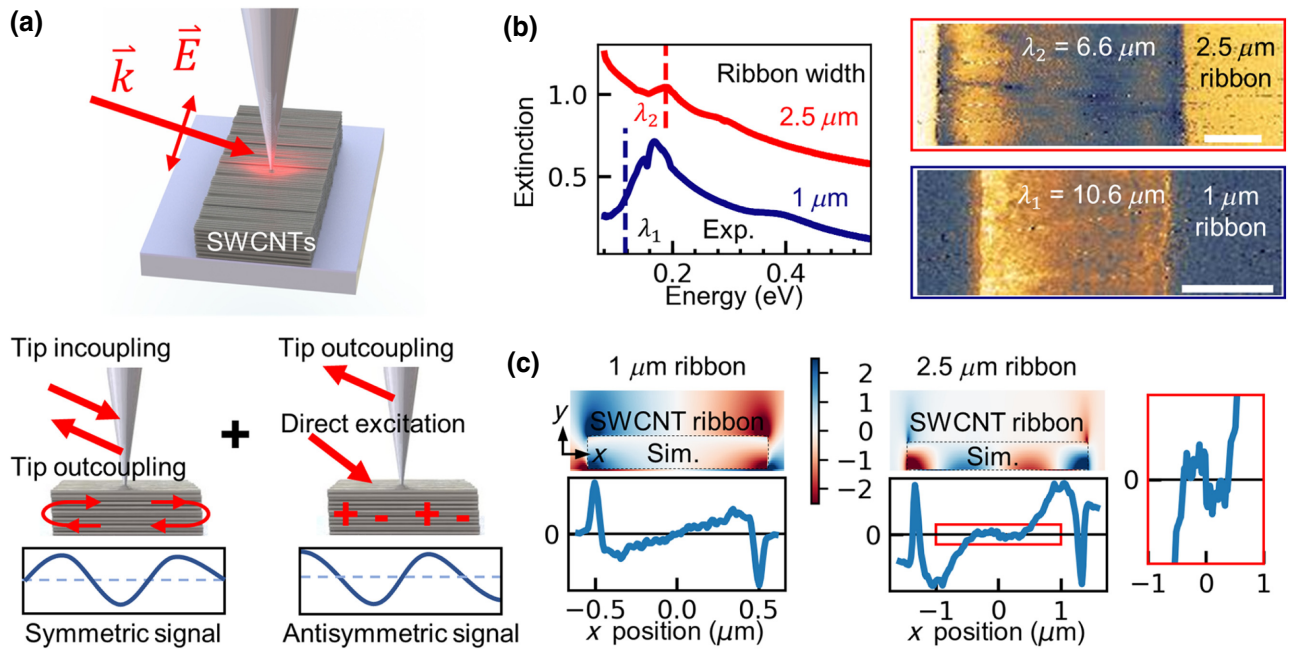 (a)
k
E
SWCNTs
Tip incoupling
Tip outcoupling
+
Tip outcoupling
Direct excitation
+ - + -
Symmetric signal
Antisymmetric signal
(b)
Extinction
1.0
0.5
Ribbon width
λ2
2.5 μm
1 μm
λ1
Exp.
0.2
0.4
Energy (eV)
λ2 = 6.6 μm
2.5 μm
ribbon
λ1 = 10.6 μm
1 μm
ribbon
(c)
1 μm ribbon
y
x
SWCNT ribbon
Sim.
2
1
0
−1
−2
0
−0.5
0.0
0.5
x position (μm)
2.5 μm ribbon
SWCNT ribbon
Sim.
0
−1
0
1
x position (μm)
0
−1
0
1